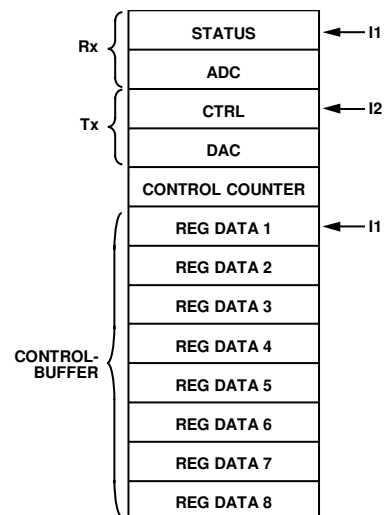 STATUS
I1
Rx
ADC
CTRL
I2
Tx
DAC
CONTROL COUNTER
REG DATA 1
I1
REG DATA 2
REG DATA 3
REG DATA 4
CONTROL-
BUFFER
REG DATA 5
REG DATA 6
REG DATA 7
REG DATA 8